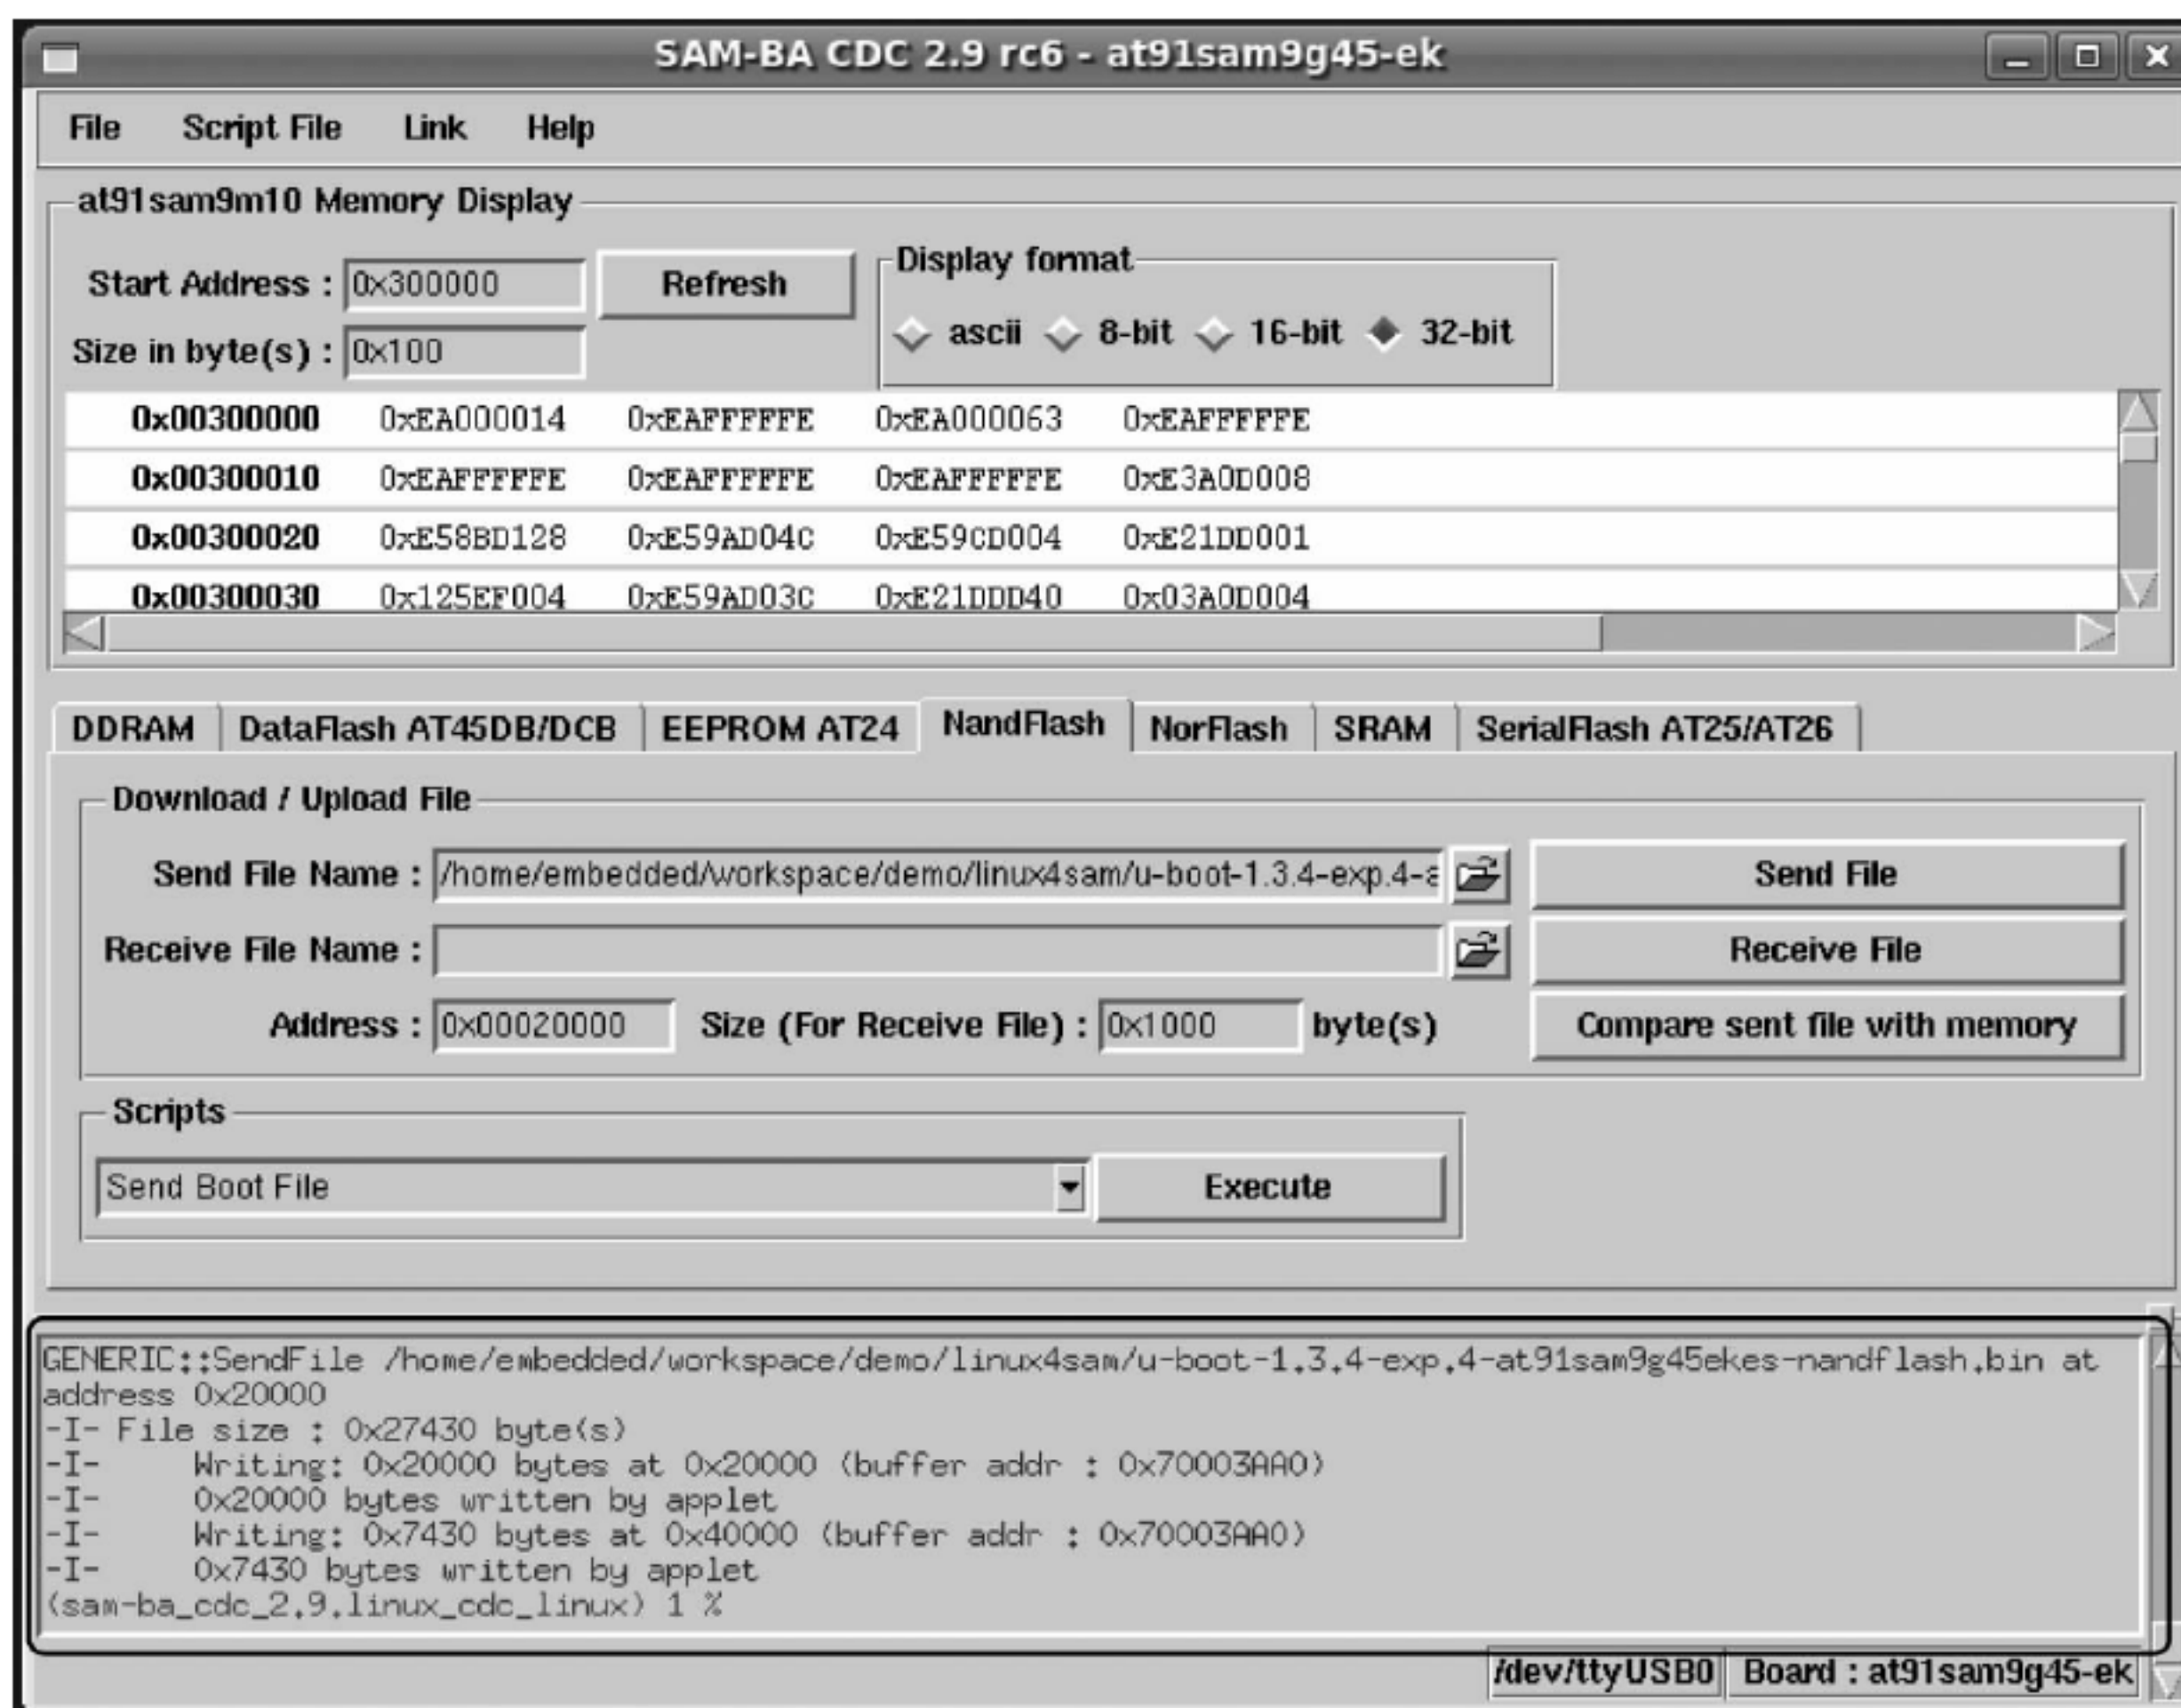 SAM-BA CDC 2.9 rc6 - at91sam9g45-ek
File Script File Link Help
at91sam9m10 Memory Display
Start Address : 0x300000 Refresh
Size in byte(s) : 0x100
Display format
ascii 8-bit 16-bit 32-bit
0x00300000 0xEA000014 0xEAFFFFFE 0xEA000063 0xEAFFFFFE
0x00300010 0xEAFFFFFE 0xEAFFFFFE 0xEAFFFFFE 0xE3A0D008
0x00300020 0xE58BD128 0xE59AD04C 0xE59CD004 0xE21DD001
0x00300030 0x125EF004 0xE59AD03C 0xE21DDD40 0x03A0D004
DDRAM DataFlash AT45DB/DCB EEPROM AT24 NandFlash NorFlash SRAM SerialFlash AT25/AT26
Download / Upload File
Send File Name : /home/embedded/workspace/demo/linux4sam/u-boot-1.3.4-exp.4-a Send File
Receive File Name : Receive File
Address : 0x00020000 Size (For Receive File) : 0x1000 byte(s) Compare sent file with memory
Scripts
Send Boot File Execute
GENERIC::SendFile /home/embedded/workspace/demo/linux4sam/u-boot-1.3.4-exp.4-at91sam9g45ekes-nandflash.bin at
address 0x20000
-I- File size : 0x27430 byte(s)
-I- Writing: 0x20000 bytes at 0x20000 (buffer addr : 0x70003AA0)
-I- 0x20000 bytes written by applet
-I- Writing: 0x7430 bytes at 0x40000 (buffer addr : 0x70003AA0)
-I- 0x7430 bytes written by applet
(sam-ba_cdc_2.9.linux_cdc_linux) 1 %
/dev/ttyUSB0 Board : at91sam9g45-ek